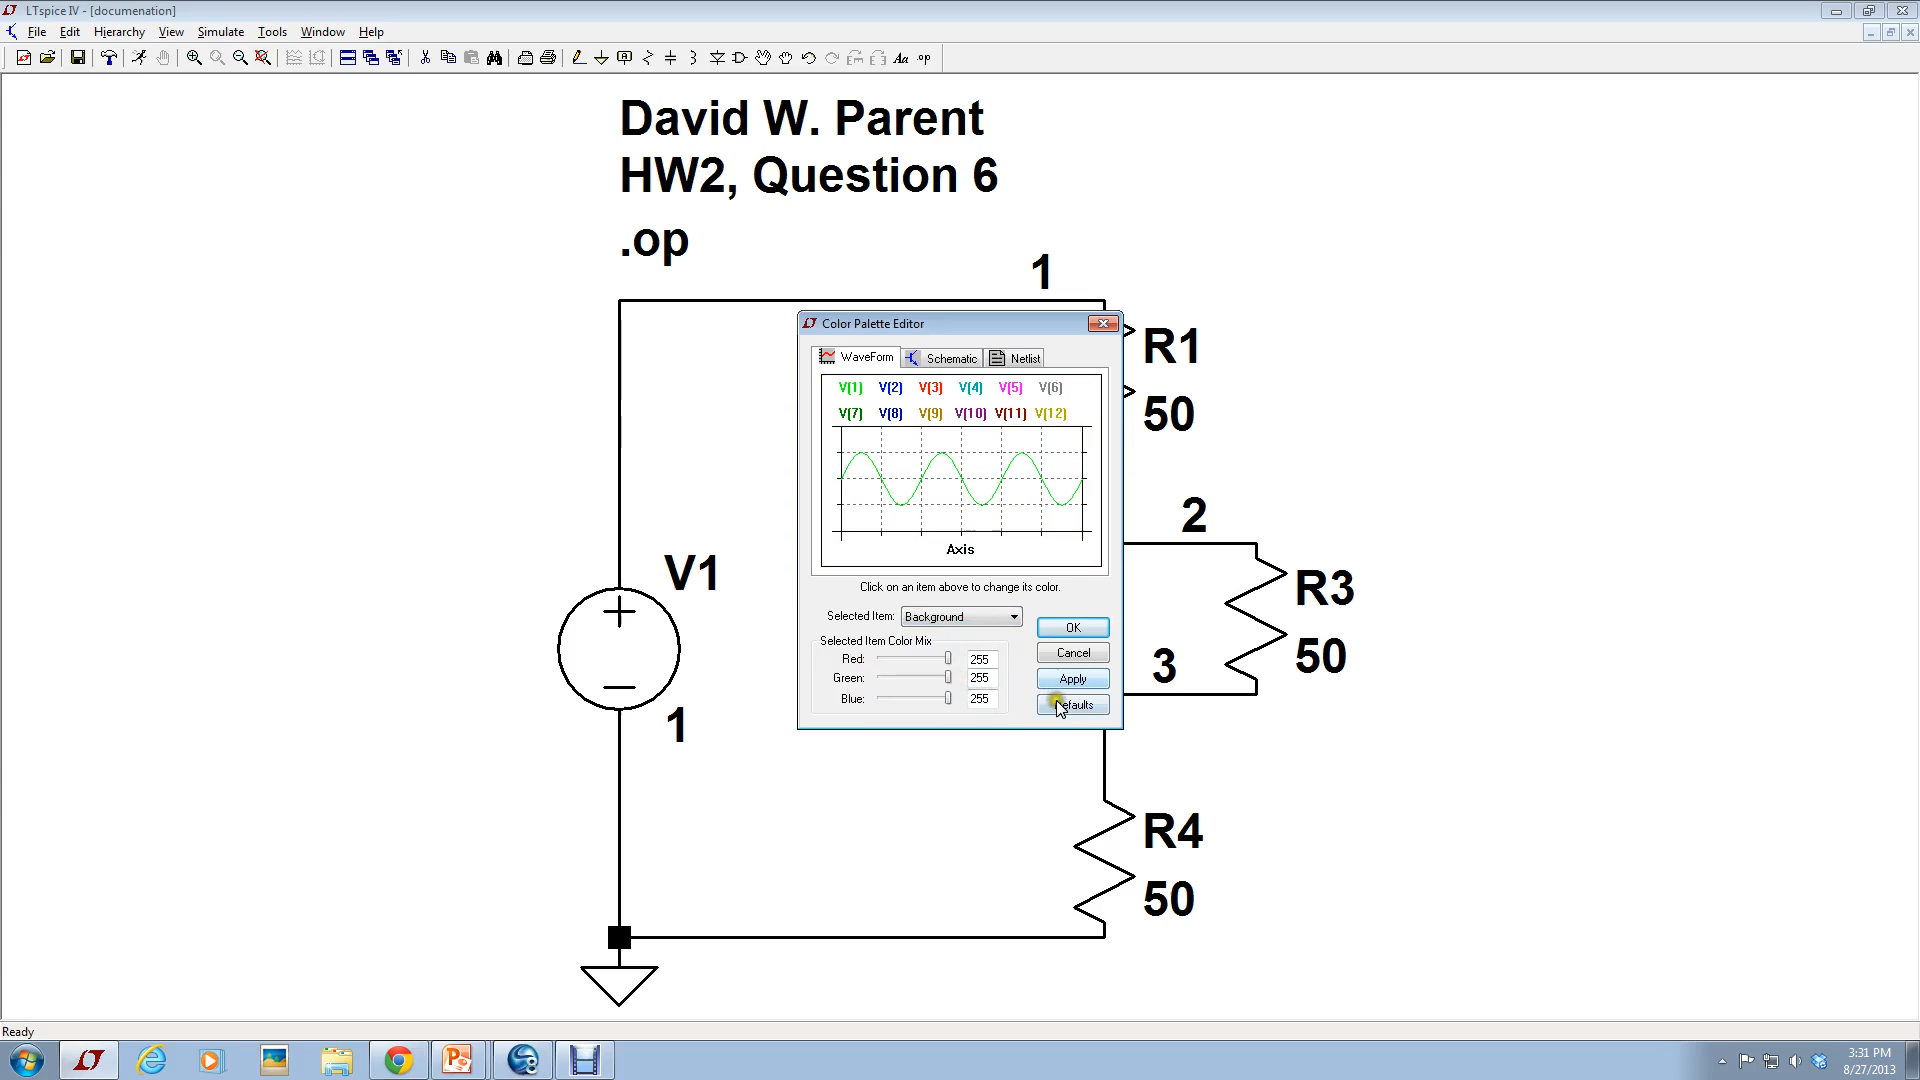 LTspice IV - [documenation]
File Edit Hierarchy View Simulate Tools Window Help
Aa .op
David W. Parent
HW2, Question 6
.op
1
R1
50
2
R3
50
3
V1
1
R4
50
Color Palette Editor
WaveForm Schematic Netlist
V(1) V(2) V(3) V(4) V(5) V(6)
V(7) V(8) V(9) V(10) V(11) V(12)
Axis
Click on an item above to change its color.
Selected Item: Background
Selected Item Color Mix
Red: 255
Green: 255
Blue: 255
OK
Cancel
Apply
efaults
Ready
3:31 PM
8/27/2013